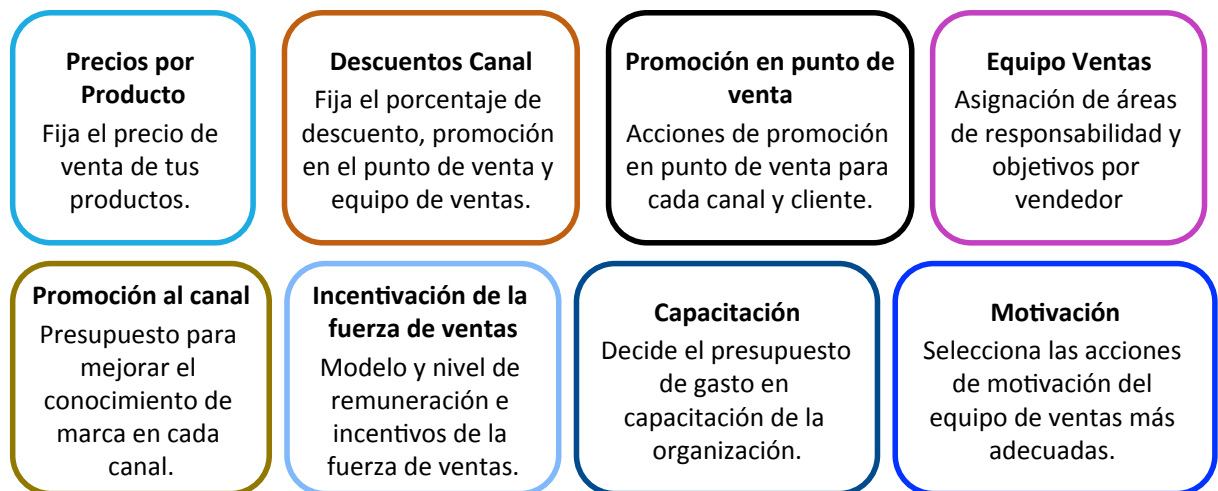 Precios por
Producto
Fija el precio de
venta de tus
productos.
Descuentos Canal
Fija el porcentaje de
descuento, promoción
en el punto de venta y
equipo de ventas.
Promoción en punto de
venta
Acciones de promoción
en punto de venta para
cada canal y cliente.
Equipo Ventas
Asignación de áreas
de responsabilidad y
objetivos por
vendedor
Promoción al canal
Presupuesto para
mejorar el
conocimiento de
marca en cada
canal.
Incentivación de la
fuerza de ventas
Modelo y nivel de
remuneración e
incentivos de la
fuerza de ventas.
Capacitación
Decide el presupuesto
de gasto en
capacitación de la
organización.
Motivación
Selecciona las acciones
de motivación del
equipo de ventas más
adecuadas.